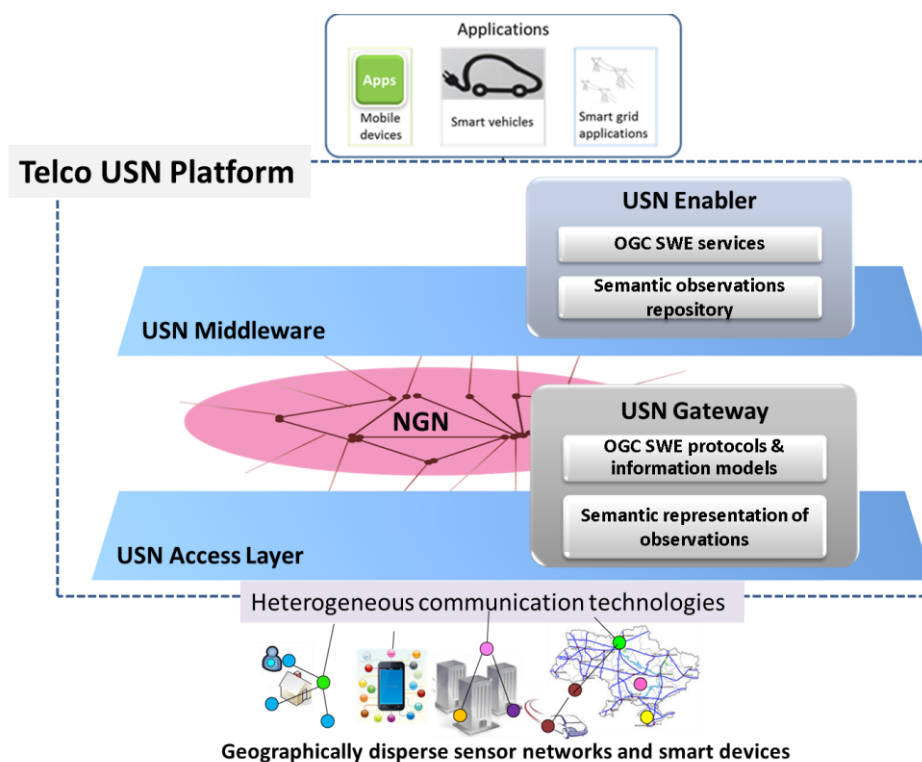 Applications
Apps
Mobile
devices
Smart vehicles
Smart grid
applications
Telco USN Platform
USN Enabler
OGC SWE services
Semantic observations
repository
USN Middleware
NGN
USN Gateway
OGC SWE protocols &
information models
Semantic representation of
observations
USN Access Layer
Heterogeneous communication technologies
Geographically disperse sensor networks and smart devices